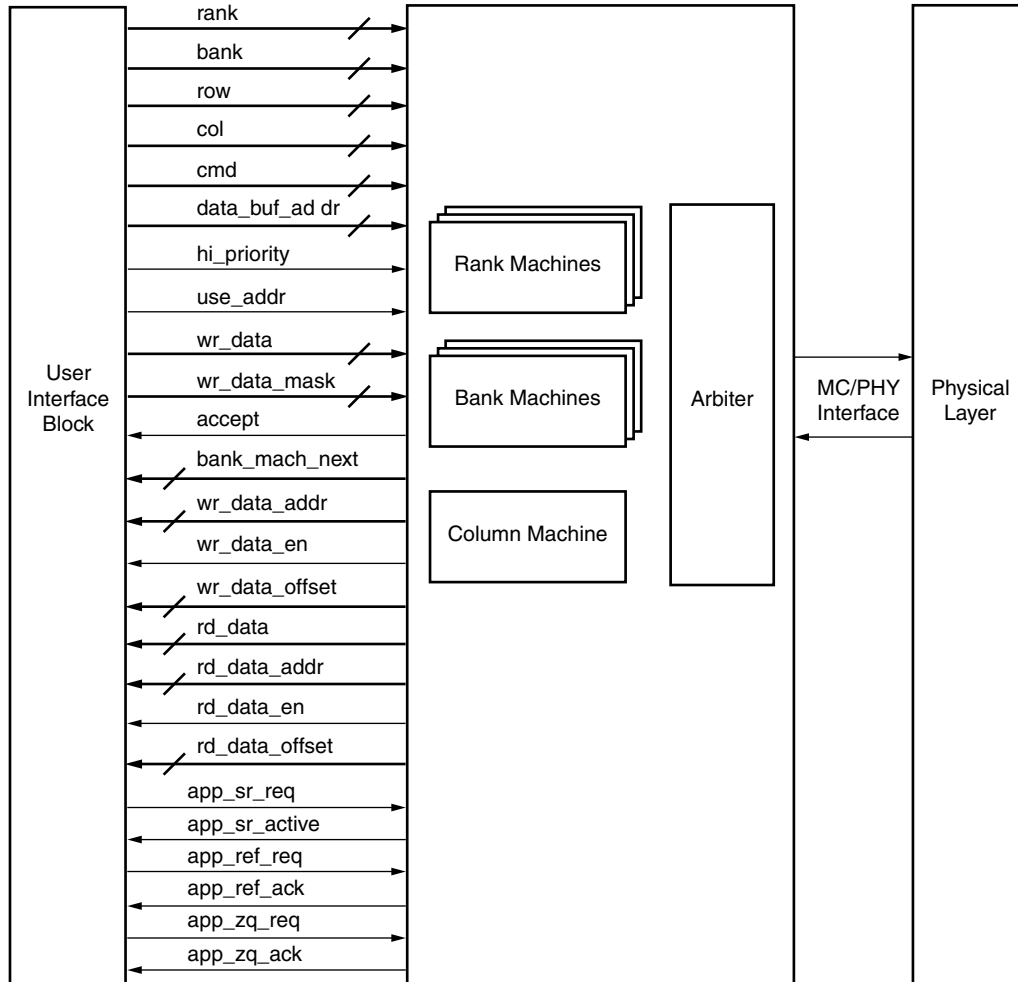 rank
bank
row
col
cmd
data_buf_ad dr
hi_priority
use_addr
wr_data
wr_data_mask
accept
bank_mach_next
wr_data_addr
wr_data_en
wr_data_offset
rd_data
rd_data_addr
rd_data_en
rd_data_offset
app_sr_req
app_sr_active
app_ref_req
app_ref_ack
app_zq_req
app_zq_ack
User
Interface
Block
Rank Machines
Bank Machines
Column Machine
Arbiter
MC/PHY
Interface
Physical
Layer